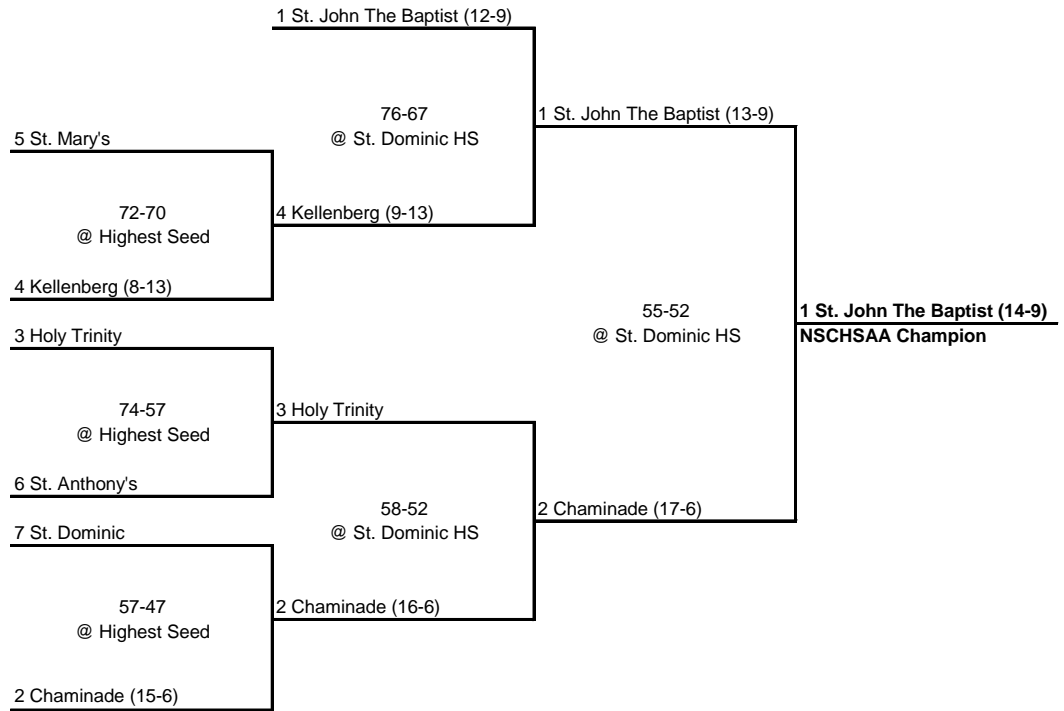 1 St. John The Baptist (12-9)
76-67
@ St. Dominic HS
1 St. John The Baptist (13-9)
5 St. Mary's
72-70
@ Highest Seed
4 Kellenberg (9-13)
4 Kellenberg (8-13)
55-52
@ St. Dominic HS
1 St. John The Baptist (14-9)
NSCHSAA Champion
3 Holy Trinity
74-57
@ Highest Seed
3 Holy Trinity
6 St. Anthony's
58-52
@ St. Dominic HS
2 Chaminade (17-6)
7 St. Dominic
57-47
@ Highest Seed
2 Chaminade (16-6)
2 Chaminade (15-6)